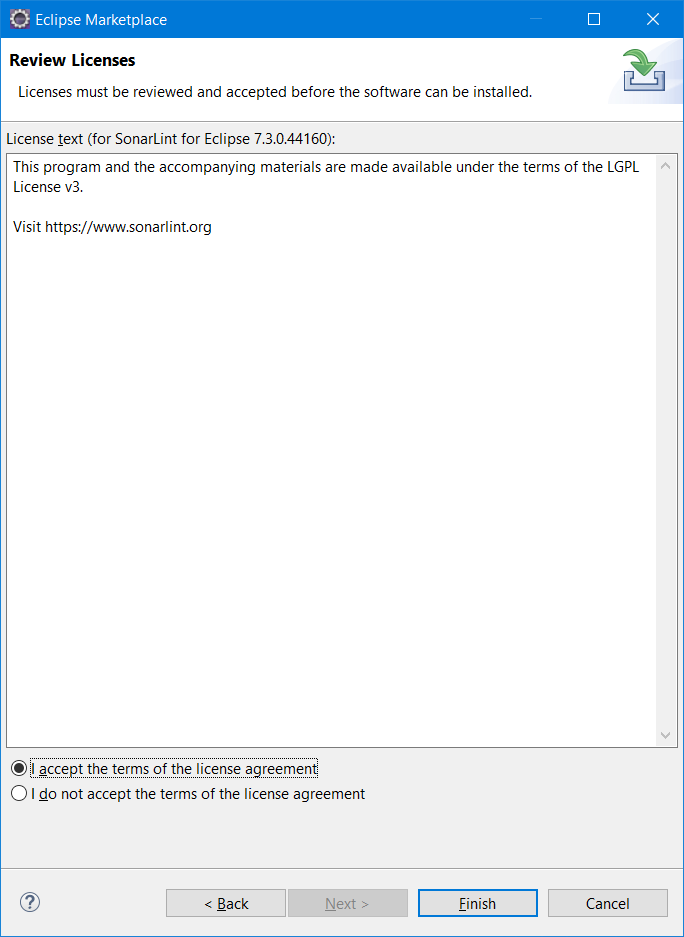 Eclipse Marketplace
Review Licenses
Licenses must be reviewed and accepted before the software can be installed.
License text (for SonarLint for Eclipse 7.3.0.44160):
This program and the accompanying materials are made available under the terms of the LGPL
License v3.
Visit https://www.sonarlint.org
I accept the terms of the license agreement
I do not accept the terms of the license agreement
?
< Back
Next >
Finish
Cancel